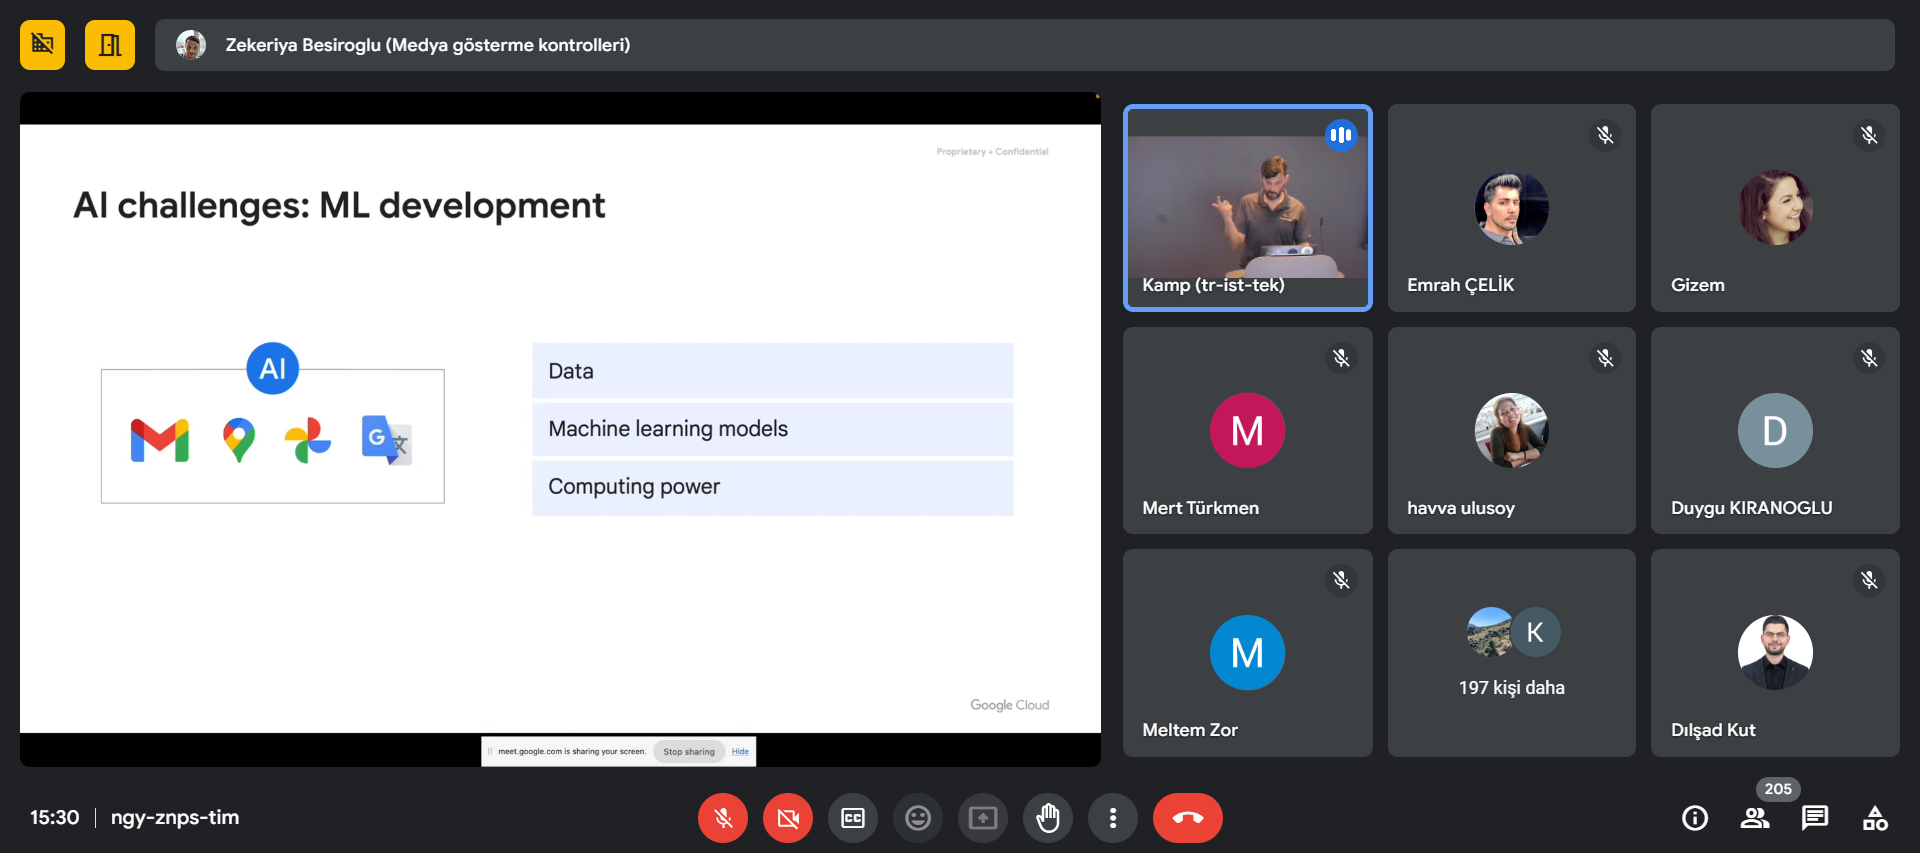 Zekeriya Besiroglu (Medya gösterme kontrolleri)
Proprietary + Confidential
AI challenges: ML development
AI
G 文
Data
Machine learning models
Computing power
Google Cloud
meet.google.com is sharing your screen. Stop sharing Hide
Kamp (tr-ist-tek)
Emrah ÇELİK
Gizem
M
Mert Türkmen
havva ulusoy
D
Duygu KIRANOGLU
M
Meltem Zor
K
197 kişi daha
Dılşad Kut
15:30 | ngy-znps-tim
CC
205